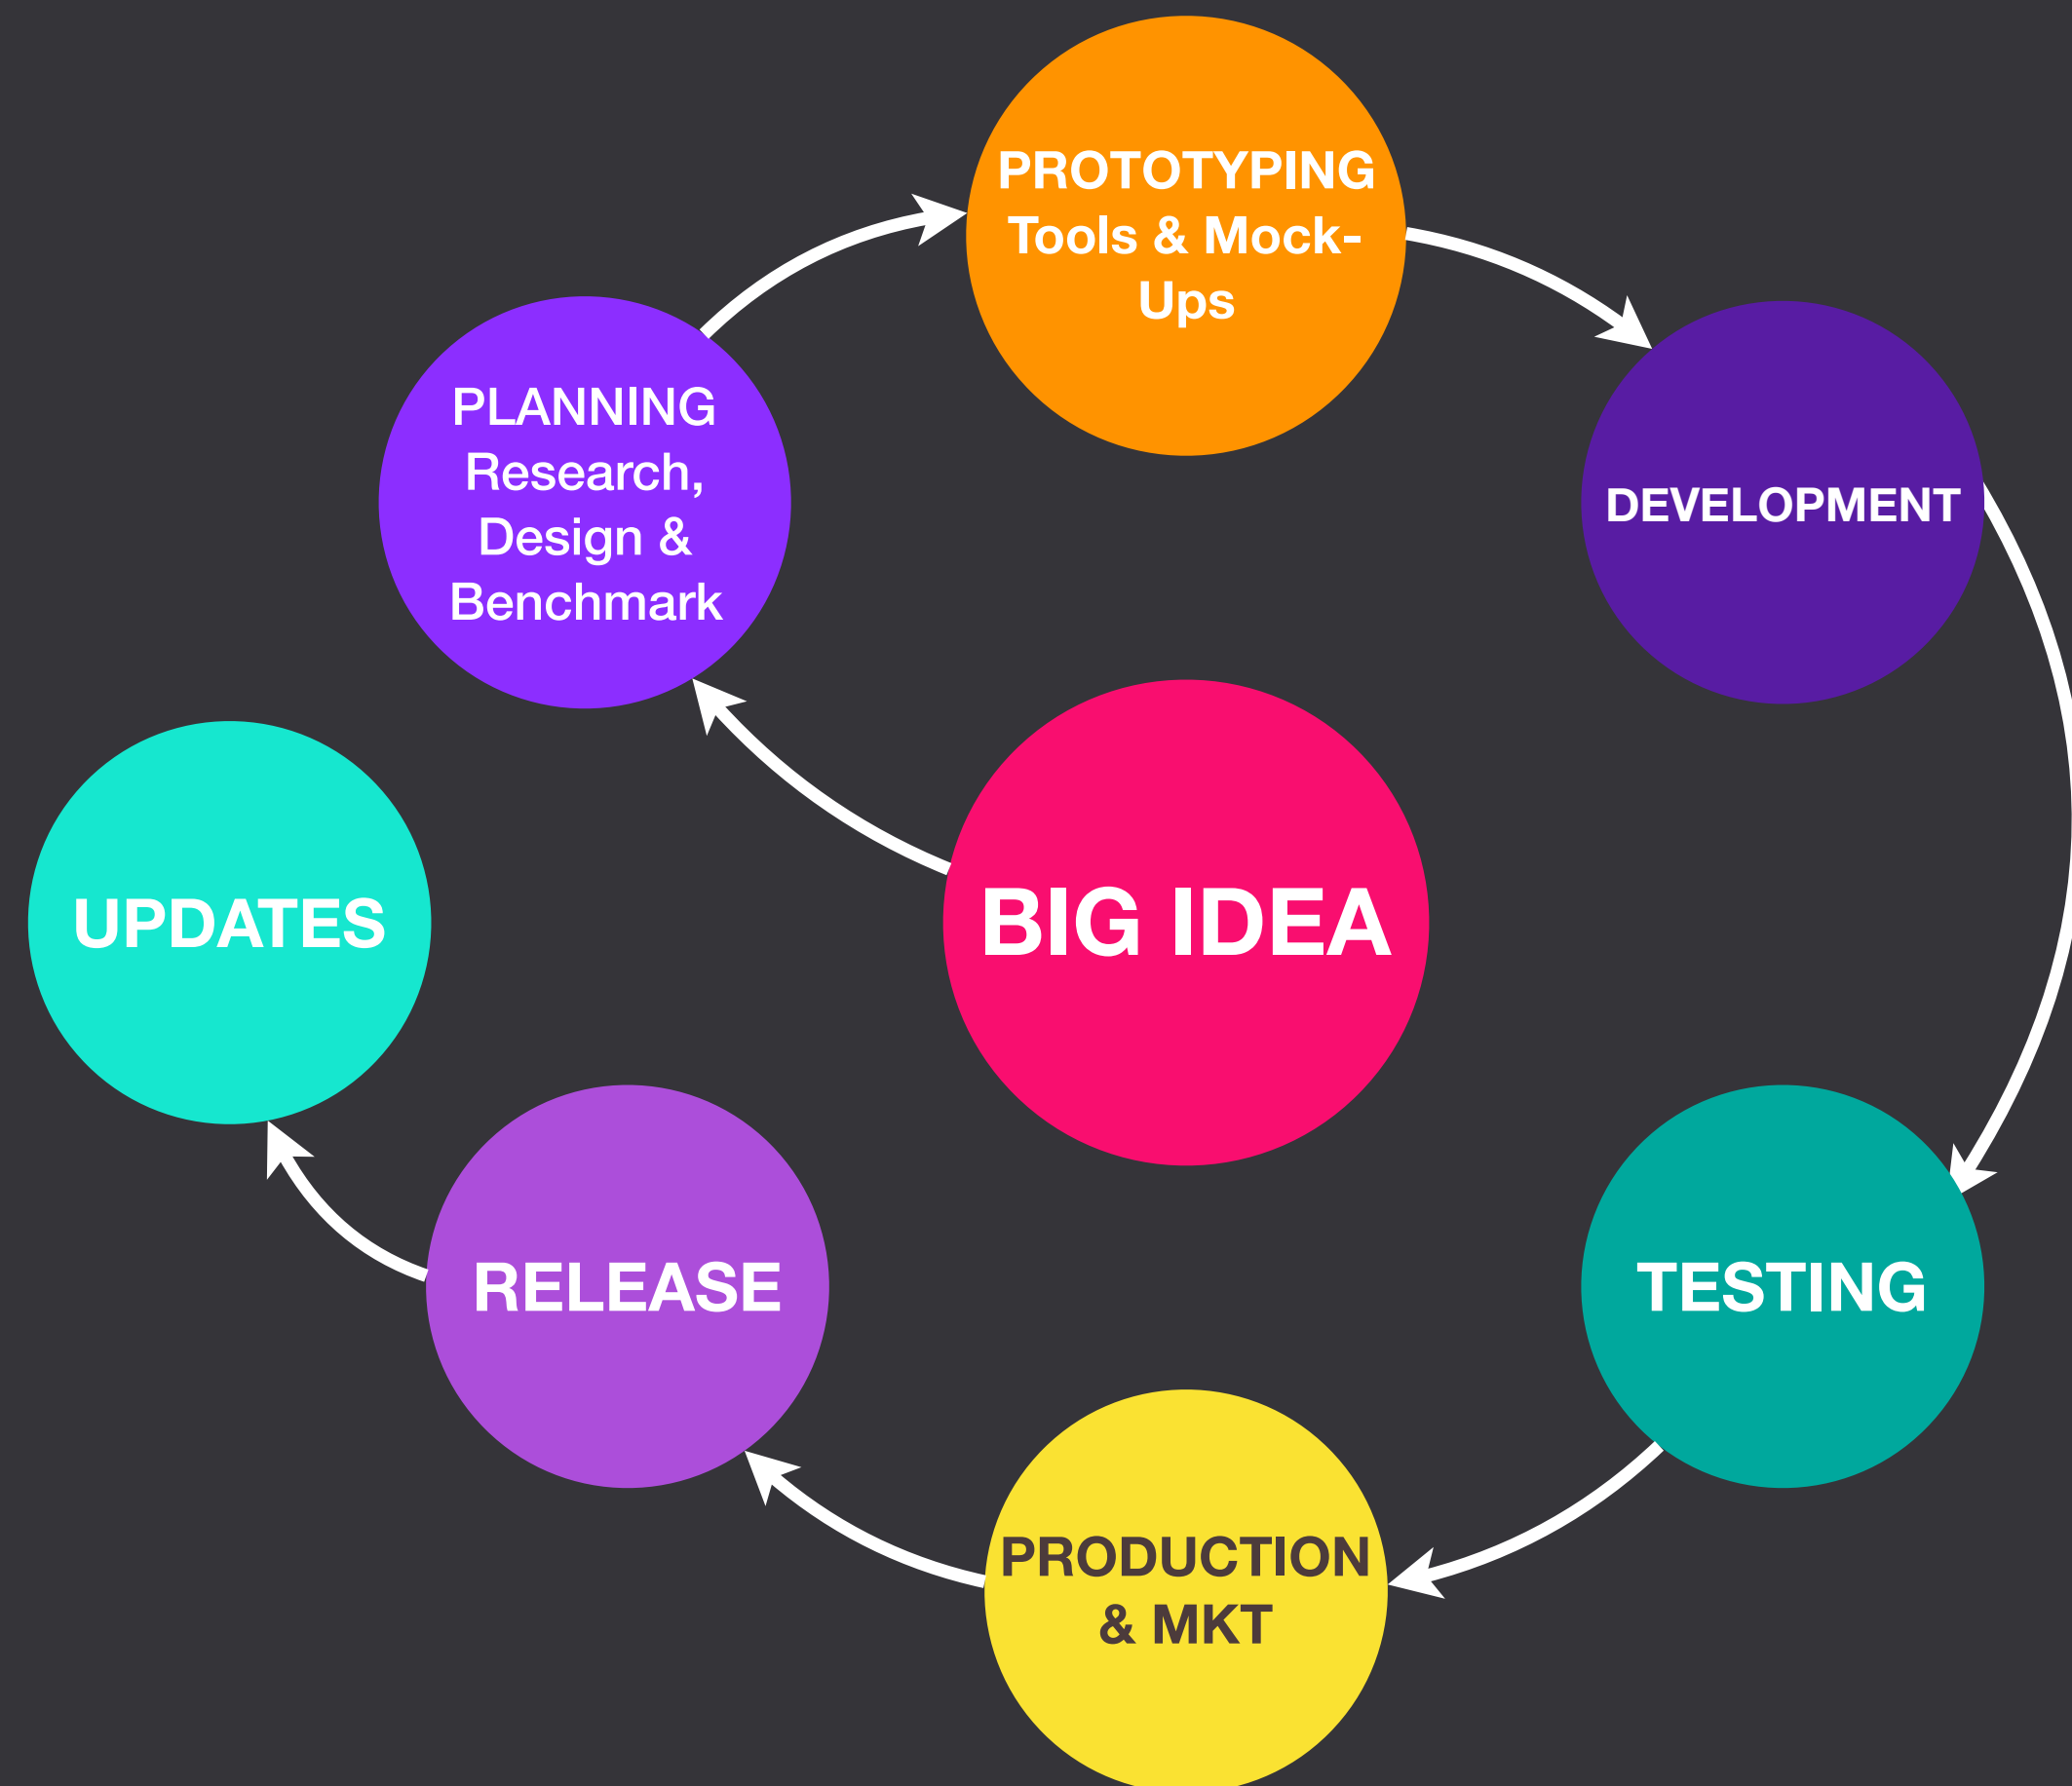 PROTOTYPING
Tools & Mock-
Ups
PLANNING
Research,
Design &
Benchmark
DEVELOPMENT
UPDATES
BIG IDEA
RELEASE
TESTING
PRODUCTION
& MKT